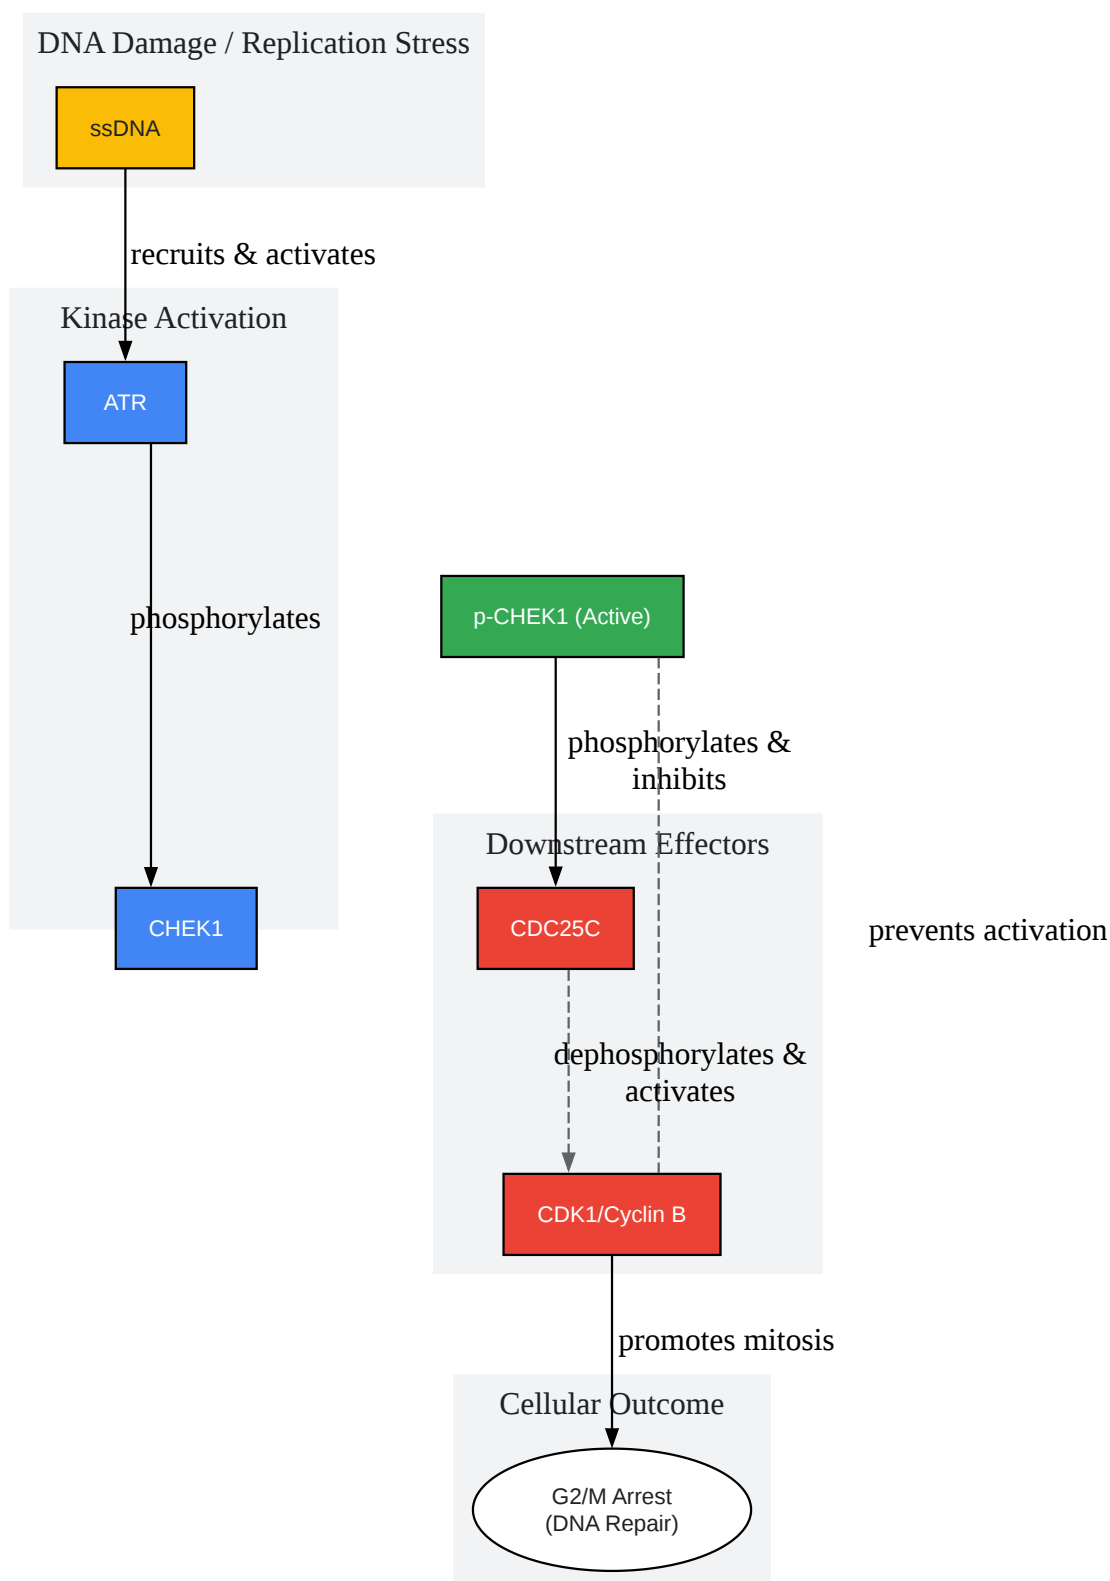 DNA Damage / Replication Stress
ssDNA
recruits & activates
Kinase Activation
ATR
phosphorylates
p-CHEK1 (Active)
phosphorylates &
inhibits
Downstream Effectors
CHEK1
CDC25C
prevents activation
dephosphorylates &
activates
CDK1/Cyclin B
promotes mitosis
Cellular Outcome
G2/M Arrest
(DNA Repair)